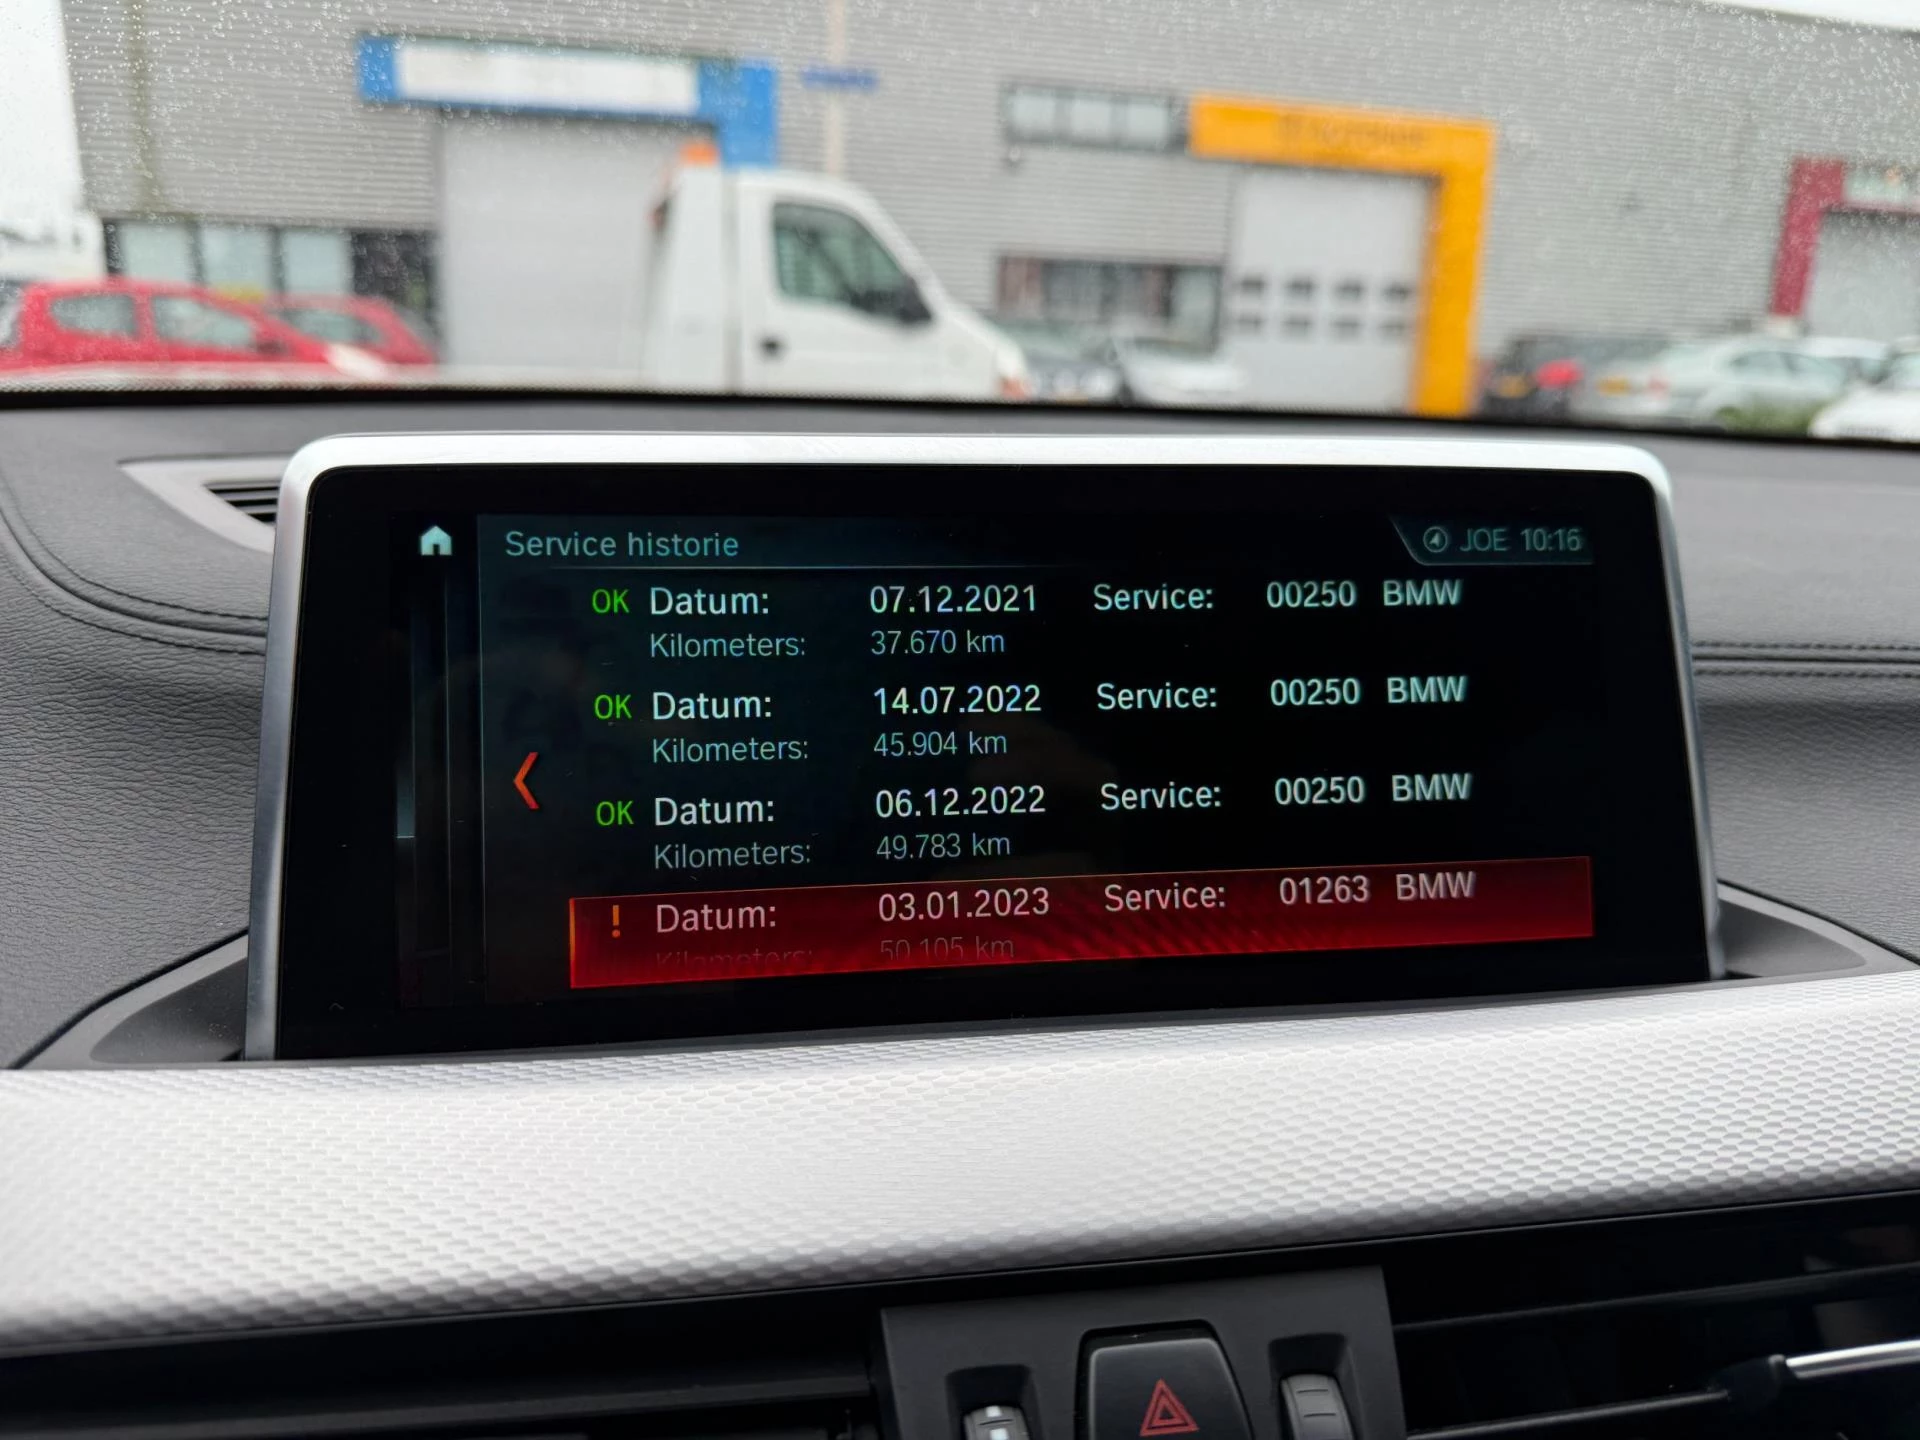 Service historie
JOE 10:16
OK Datum: 07.12.2021 Service: 00250 BMW
Kilometers: 37.670 km
OK Datum: 14.07.2022 Service: 00250 BMW
Kilometers: 45.904 km
OK Datum: 06.12.2022 Service: 00250 BMW
Kilometers: 49.783 km
! Datum: 03.01.2023 Service: 01263 BMW
Kilometers: 50.105 km